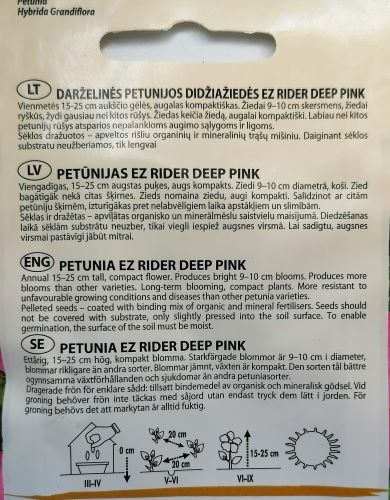 Petunia
Hybrida Grandiflora
LT DARŽELINĖS PETUNIJOS DIDŽIAŽIEDĖS EZ RIDER DEEP PINK
Vienmetės 15-25 cm aukščio gėlės, augalas kompaktiškas. Žiedai 9–10 cm skersmens, žiedai
ryškūs, žydi gausiau nei kitos rūšys. Žiedas keičia žiedą, augalai kompaktiški. Labiau nei kitos
petunijų rūšys atsparios nepalankioms augimo sąlygoms ir ligoms.
Sėklos dražuotos – apveltos rišliu organinių ir mineralinių trąšų mišiniu. Daiginant sėklos
substratu neužberiamos, tik lengvai
LV PETŪNIJAS EZ RIDER DEEP PINK
Viengadīgas, 15–25 cm augstas puķes, augs kompakts. Ziedi 9–10 cm diametrā, koši. Zied
bagātīgāk nekā citas šķirnes. Zieds nomaina ziedu, augi kompakti. Salīdzinot ar citām
petūniju šķirnēm, izturīgākas pret nelabvēlīgiem laika apstākļiem un slimībām.
Sēklas ir dražētas – apvilātas organisko un minerālmēslu saistvielu maisījumā. Diedzēšanas
laikā sēklām substrātu neuzber, tikai viegli iespiež augsnes virsmā. Lai sadīgtu, augsnes
virsmai pastāvīgi jābūt mitrai.
ENG PETUNIA EZ RIDER DEEP PINK
Annual 15–25 cm tall, compact flower. Produces bright 9–10 cm blooms. Produces more
blooms than other varieties. Long-term blooming, compact plants. More resistant to
unfavourable growing conditions and diseases than other petunia varieties.
Pelleted seeds – coated with binding mix of organic and mineral fertilisers. Seeds should
not be covered with substrate, only slightly pressed into the soil surface. To enable
germination, the surface of the soil must be moist.
SE PETUNIA EZ RIDER DEEP PINK
Ettårig, 15–25 cm hög, kompakt blomma. Starkfärgade blommor är 9–10 cm i diameter,
blommar rikligare än andra sorter. Blommar jämnt, växten är kompakt. Den sorten tål bättre
ogynnsamma växtförhållanden och sjukdomar än andra petuniasorter.
Dragerade frön för enklare sådd: tillsatt bindemedel av organisk och mineralisk gödsel. Vid
groning behöver frön inte täckas med såjord utan endast tryck dem lätt i jorden. För
groning behövs det att markytan är alltid fuktig.
0 cm
20 cm
20 cm
15-25 cm
III–IV
V–VI
VI–IX